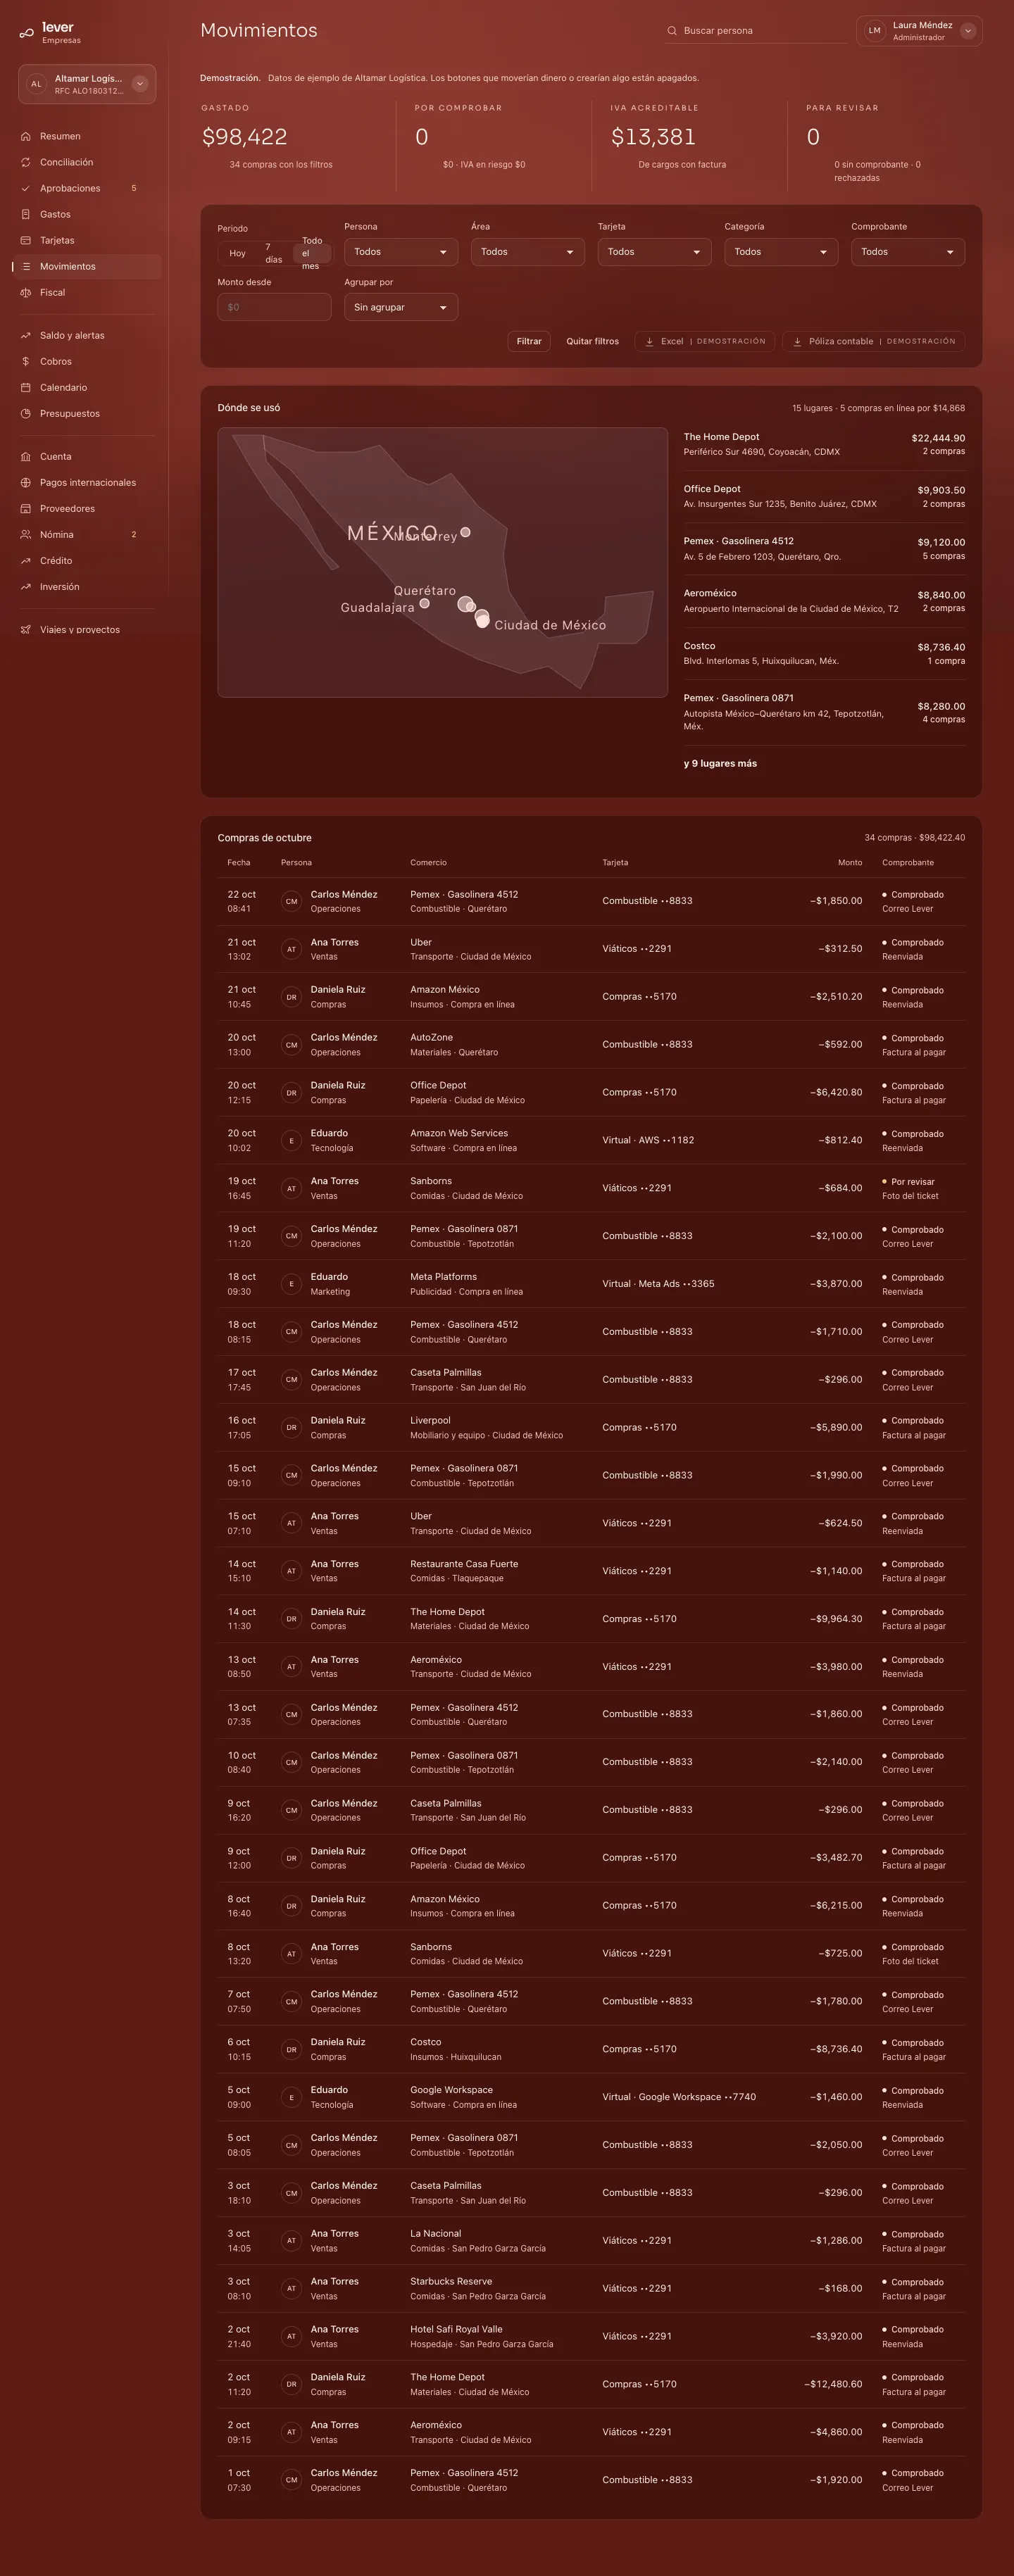 lever
Empresas
AL
Altamar Logís...
RFC ALO180312...
Resumen
Conciliación
Aprobaciones 5
Gastos
Tarjetas
Movimientos
Fiscal
Saldo y alertas
Cobros
Calendario
Presupuestos
Cuenta
Pagos internacionales
Proveedores
Nómina 2
Crédito
Inversión
Viajes y proyectos
Movimientos
Buscar persona
LM
Laura Méndez
Administrador
Demostración. Datos de ejemplo de Altamar Logística. Los botones que moverían dinero o crearían algo están apagados.
GASTADO
$98,422
34 compras con los filtros
POR COMPROBAR
0
$0 · IVA en riesgo $0
IVA ACREDITABLE
$13,381
De cargos con factura
PARA REVISAR
0
0 sin comprobante · 0
rechazadas
Periodo
Hoy
7
días
Todo
el
mes
Persona
Todos
Área
Todos
Tarjeta
Todos
Categoría
Todos
Comprobante
Todos
Monto desde
$0
Agrupar por
Sin agrupar
Filtrar
Quitar filtros
Excel | DEMOSTRACIÓN
Póliza contable | DEMOSTRACIÓN
Dónde se usó
15 lugares · 5 compras en línea por $14,868
MÉXICO
Monterrey
Querétaro
Guadalajara
Ciudad de México
The Home Depot
Periférico Sur 4690, Coyoacán, CDMX
$22,444.90
2 compras
Office Depot
Av. Insurgentes Sur 1235, Benito Juárez, CDMX
$9,903.50
2 compras
Pemex · Gasolinera 4512
Av. 5 de Febrero 1203, Querétaro, Qro.
$9,120.00
5 compras
Aeroméxico
Aeropuerto Internacional de la Ciudad de México, T2
$8,840.00
2 compras
Costco
Blvd. Interlomas 5, Huixquilucan, Méx.
$8,736.40
1 compra
Pemex · Gasolinera 0871
Autopista México–Querétaro km 42, Tepotzotlán,
Méx.
$8,280.00
4 compras
y 9 lugares más
Compras de octubre
34 compras · $98,422.40
Fecha Persona Comercio Tarjeta Monto Comprobante
22 oct CM Carlos Méndez Pemex · Gasolinera 4512 Combustible ··8833 −$1,850.00 Comprobado
08:41 Operaciones Combustible · Querétaro Correo Lever
21 oct AT Ana Torres Uber Viáticos ··2291 −$312.50 Comprobado
13:02 Ventas Transporte · Ciudad de México Reenviada
21 oct DR Daniela Ruiz Amazon México Compras ··5170 −$2,510.20 Comprobado
10:45 Compras Insumos · Compra en línea Reenviada
20 oct CM Carlos Méndez AutoZone Combustible ··8833 −$592.00 Comprobado
13:00 Operaciones Materiales · Querétaro Factura al pagar
20 oct DR Daniela Ruiz Office Depot Compras ··5170 −$6,420.80 Comprobado
12:15 Compras Papelería · Ciudad de México Factura al pagar
20 oct E Eduardo Amazon Web Services Virtual · AWS ··1182 −$812.40 Comprobado
10:02 Tecnología Software · Compra en línea Reenviada
19 oct AT Ana Torres Sanborns Viáticos ··2291 −$684.00 Por revisar
16:45 Ventas Comidas · Ciudad de México Foto del ticket
19 oct CM Carlos Méndez Pemex · Gasolinera 0871 Combustible ··8833 −$2,100.00 Comprobado
11:20 Operaciones Combustible · Tepotzotlán Correo Lever
18 oct E Eduardo Meta Platforms Virtual · Meta Ads ··3365 −$3,870.00 Comprobado
09:30 Marketing Publicidad · Compra en línea Reenviada
18 oct CM Carlos Méndez Pemex · Gasolinera 4512 Combustible ··8833 −$1,710.00 Comprobado
08:15 Operaciones Combustible · Querétaro Correo Lever
17 oct CM Carlos Méndez Caseta Palmillas Combustible ··8833 −$296.00 Comprobado
17:45 Operaciones Transporte · San Juan del Río Correo Lever
16 oct DR Daniela Ruiz Liverpool Compras ··5170 −$5,890.00 Comprobado
17:05 Compras Mobiliario y equipo · Ciudad de México Factura al pagar
15 oct CM Carlos Méndez Pemex · Gasolinera 0871 Combustible ··8833 −$1,990.00 Comprobado
09:10 Operaciones Combustible · Tepotzotlán Correo Lever
15 oct AT Ana Torres Uber Viáticos ··2291 −$624.50 Comprobado
07:10 Ventas Transporte · Ciudad de México Reenviada
14 oct AT Ana Torres Restaurante Casa Fuerte Viáticos ··2291 −$1,140.00 Comprobado
15:10 Ventas Comidas · Tlaquepaque Factura al pagar
14 oct DR Daniela Ruiz The Home Depot Compras ··5170 −$9,964.30 Comprobado
11:30 Compras Materiales · Ciudad de México Factura al pagar
13 oct AT Ana Torres Aeroméxico Viáticos ··2291 −$3,980.00 Comprobado
08:50 Ventas Transporte · Ciudad de México Reenviada
13 oct CM Carlos Méndez Pemex · Gasolinera 4512 Combustible ··8833 −$1,860.00 Comprobado
07:35 Operaciones Combustible · Querétaro Correo Lever
10 oct CM Carlos Méndez Pemex · Gasolinera 0871 Combustible ··8833 −$2,140.00 Comprobado
08:40 Operaciones Combustible · Tepotzotlán Correo Lever
9 oct CM Carlos Méndez Caseta Palmillas Combustible ··8833 −$296.00 Comprobado
16:20 Operaciones Transporte · San Juan del Río Correo Lever
9 oct DR Daniela Ruiz Office Depot Compras ··5170 −$3,482.70 Comprobado
12:00 Compras Papelería · Ciudad de México Factura al pagar
8 oct DR Daniela Ruiz Amazon México Compras ··5170 −$6,215.00 Comprobado
16:40 Compras Insumos · Compra en línea Reenviada
8 oct AT Ana Torres Sanborns Viáticos ··2291 −$725.00 Comprobado
13:20 Ventas Comidas · Ciudad de México Foto del ticket
7 oct CM Carlos Méndez Pemex · Gasolinera 4512 Combustible ··8833 −$1,780.00 Comprobado
07:50 Operaciones Combustible · Querétaro Correo Lever
6 oct DR Daniela Ruiz Costco Compras ··5170 −$8,736.40 Comprobado
10:15 Compras Insumos · Huixquilucan Factura al pagar
5 oct E Eduardo Google Workspace Virtual · Google Workspace ··7740 −$1,460.00 Comprobado
09:00 Tecnología Software · Compra en línea Reenviada
5 oct CM Carlos Méndez Pemex · Gasolinera 0871 Combustible ··8833 −$2,050.00 Comprobado
08:05 Operaciones Combustible · Tepotzotlán Correo Lever
3 oct CM Carlos Méndez Caseta Palmillas Combustible ··8833 −$296.00 Comprobado
18:10 Operaciones Transporte · San Juan del Río Correo Lever
3 oct AT Ana Torres La Nacional Viáticos ··2291 −$1,286.00 Comprobado
14:05 Ventas Comidas · San Pedro Garza García Factura al pagar
3 oct AT Ana Torres Starbucks Reserve Viáticos ··2291 −$168.00 Comprobado
08:10 Ventas Comidas · San Pedro Garza García Factura al pagar
2 oct AT Ana Torres Hotel Safi Royal Valle Viáticos ··2291 −$3,920.00 Comprobado
21:40 Ventas Hospedaje · San Pedro Garza García Reenviada
2 oct DR Daniela Ruiz The Home Depot Compras ··5170 −$12,480.60 Comprobado
11:20 Compras Materiales · Ciudad de México Factura al pagar
2 oct AT Ana Torres Aeroméxico Viáticos ··2291 −$4,860.00 Comprobado
09:15 Ventas Transporte · Ciudad de México Reenviada
1 oct CM Carlos Méndez Pemex · Gasolinera 4512 Combustible ··8833 −$1,920.00 Comprobado
07:30 Operaciones Combustible · Querétaro Correo Lever